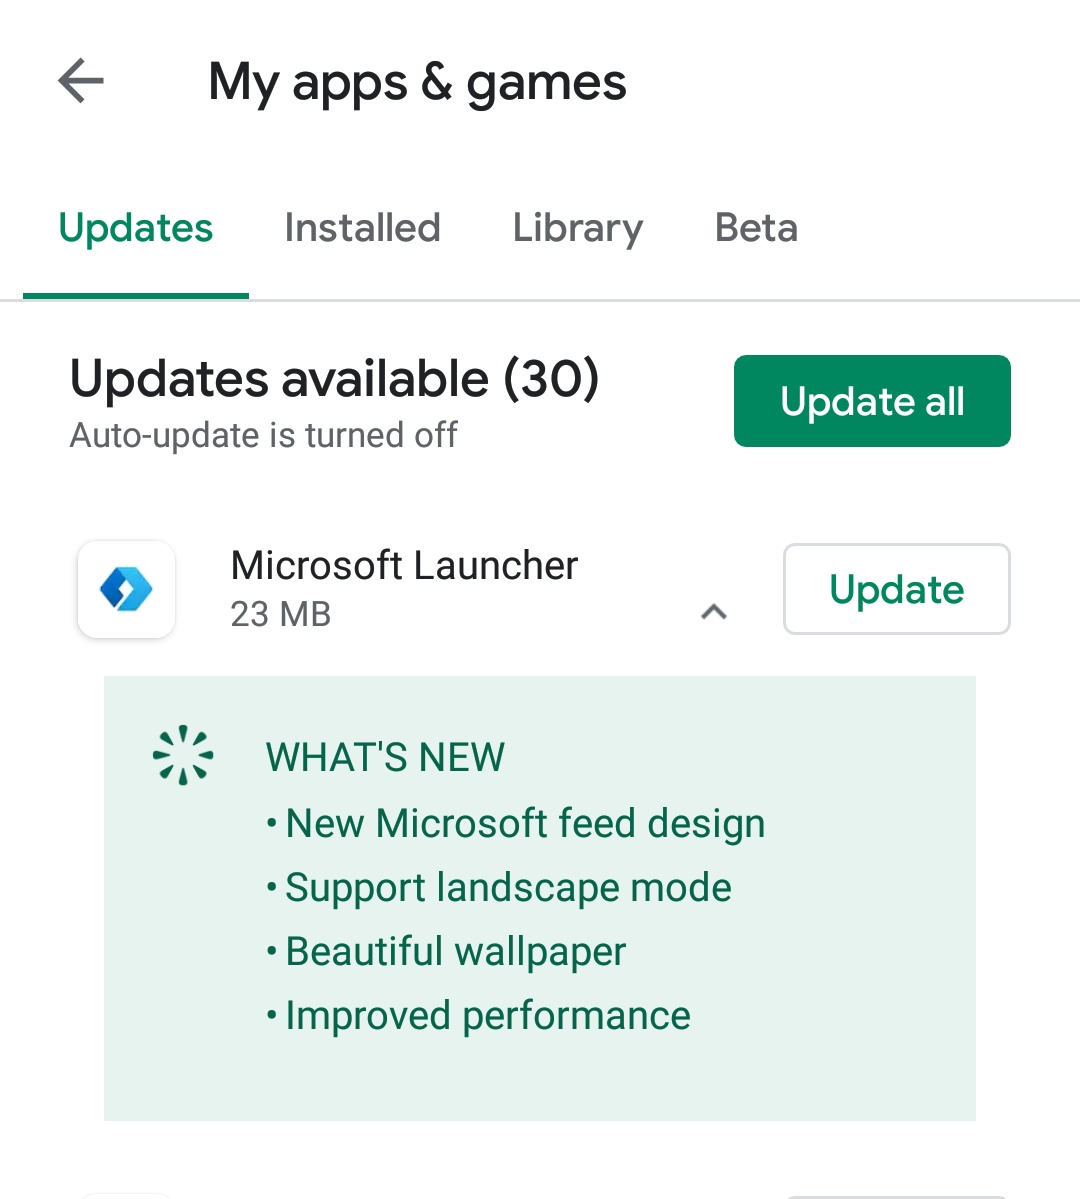 My apps & games
Updates Installed Library Beta
Updates available (30)
Update all
Auto-update is turned off
Microsoft Launcher
23 MB
Update
WHAT'S NEW
• New Microsoft feed design
• Support landscape mode
• Beautiful wallpaper
• Improved performance